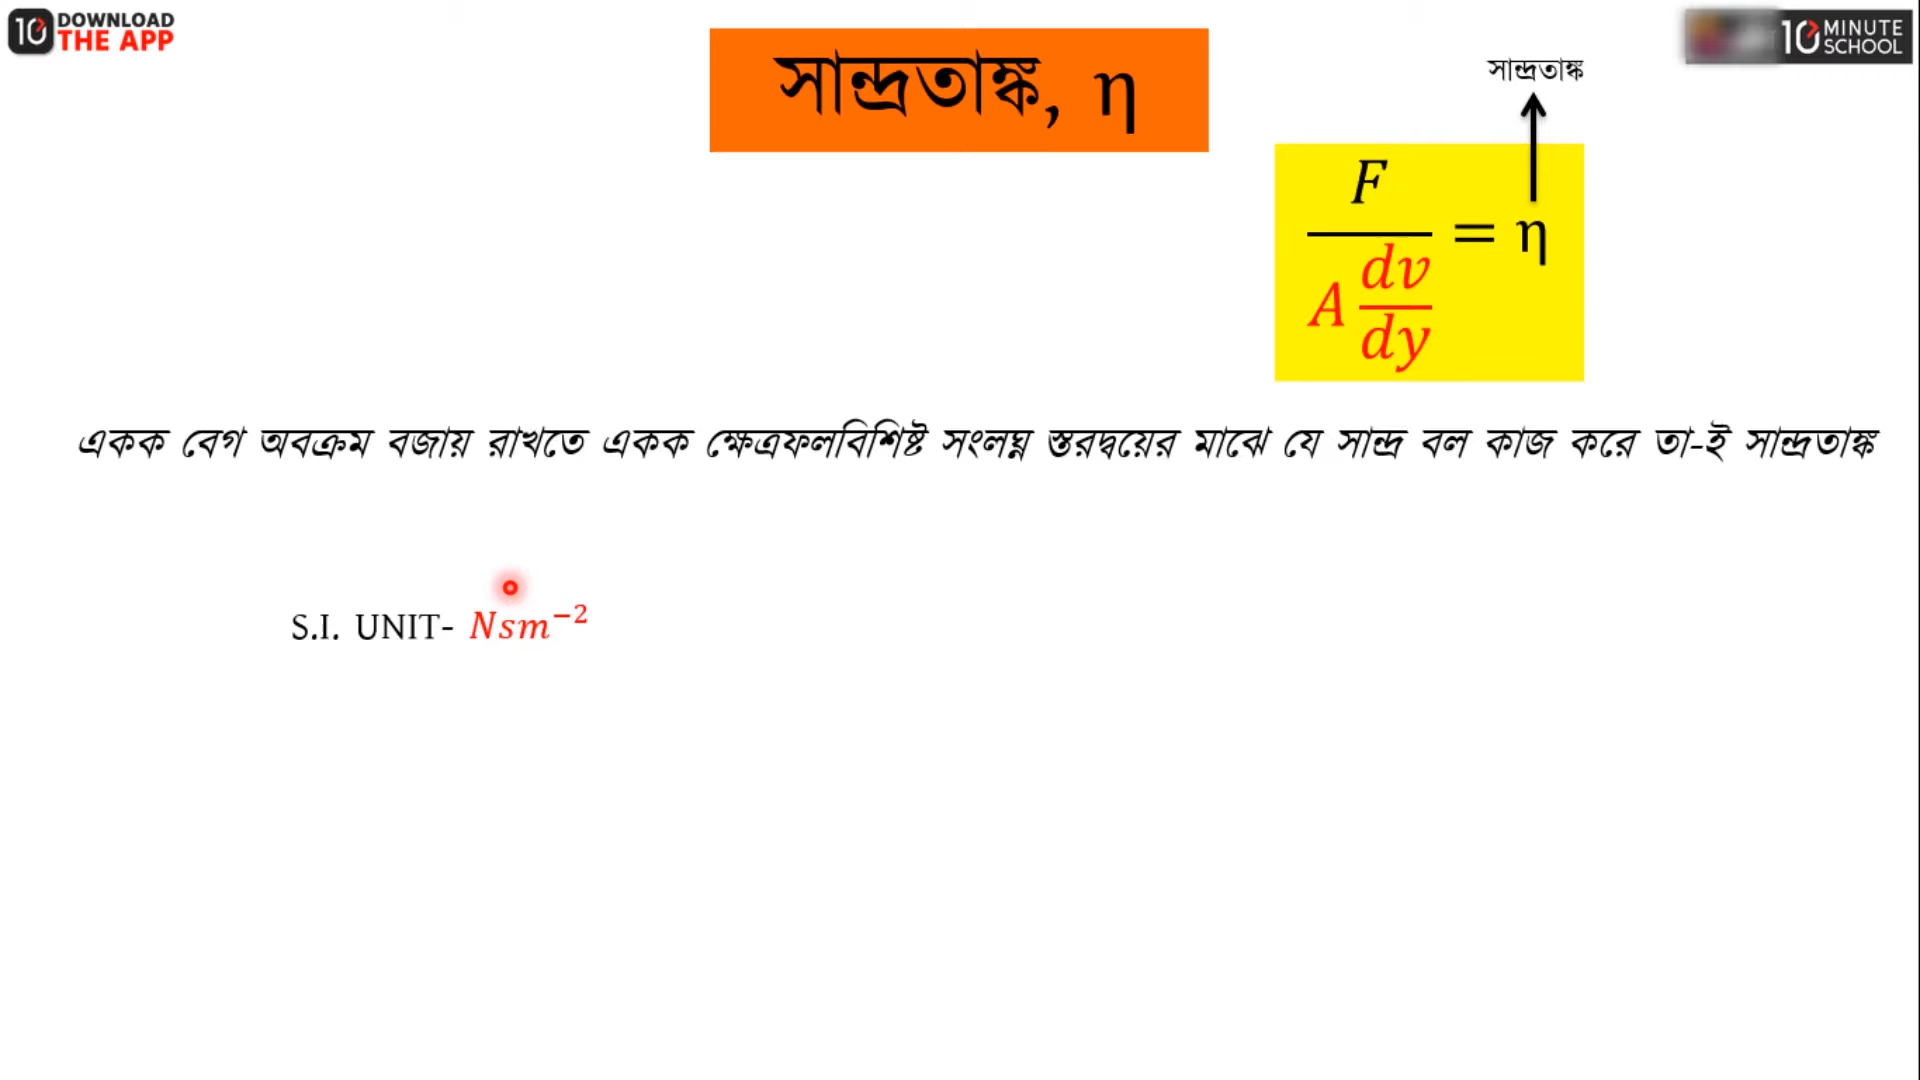 10 DOWNLOAD THE APP
10 MINUTE SCHOOL
সান্দ্রতাঙ্ক, η
সান্দ্রতাঙ্ক
F / (A dv/dy) = η
একক বেগ অবক্রম বজায় রাখতে একক ক্ষেত্রফলবিশিষ্ট সংলগ্ন স্তরদ্বয়ের মাঝে যে সান্দ্র বল কাজ করে তা-ই সান্দ্রতাঙ্ক
S.I. UNIT- Nsm⁻²